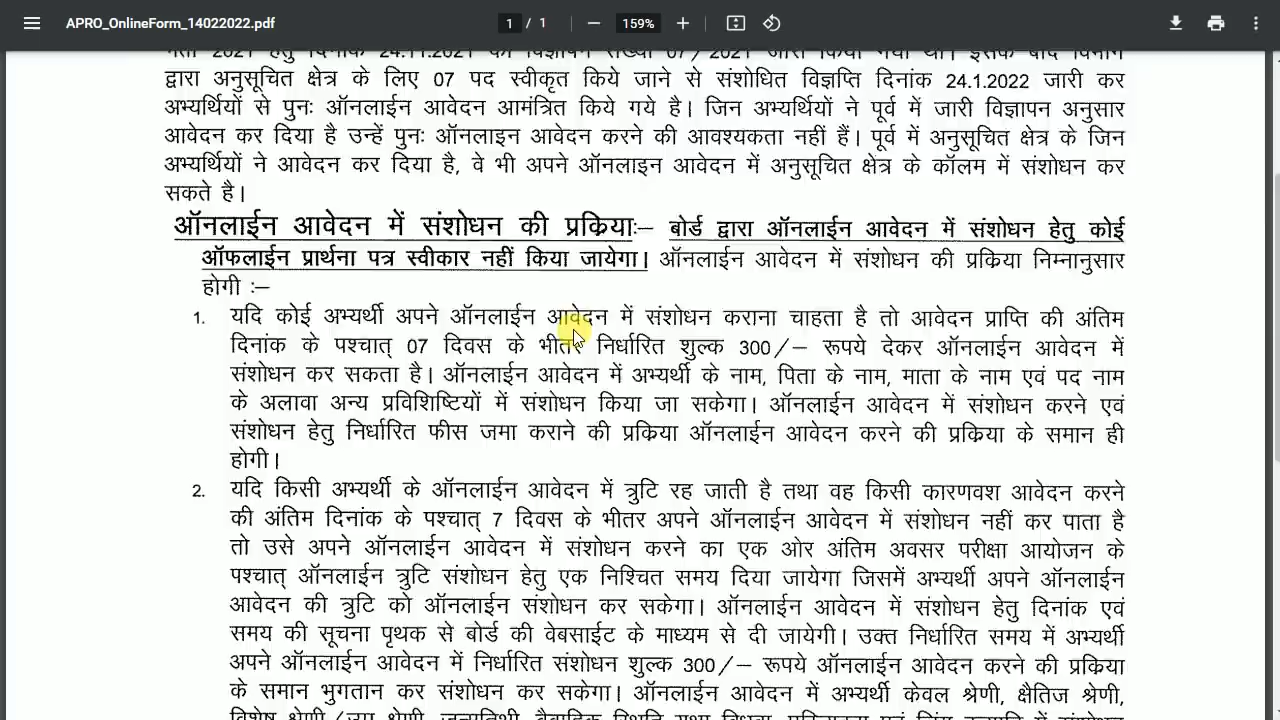 APRO_OnlineForm_14022022.pdf
1 / 1
159%
हेतु दिनांक 24.11.2021 को विज्ञापन संख्या 07/2021 जारी किया गया था। इसके बाद विभाग
द्वारा अनुसूचित क्षेत्र के लिए 07 पद स्वीकृत किये जाने से संशोधित विज्ञप्ति दिनांक 24.1.2022 जारी कर
अभ्यर्थियों से पुनः ऑनलाईन आवेदन आमंत्रित किये गये है। जिन अभ्यर्थियों ने पूर्व में जारी विज्ञापन अनुसार
आवेदन कर दिया है उन्हें पुनः ऑनलाइन आवेदन करने की आवश्यकता नहीं हैं। पूर्व में अनुसूचित क्षेत्र के जिन
अभ्यर्थियों ने आवेदन कर दिया है, वे भी अपने ऑनलाइन आवेदन में अनुसूचित क्षेत्र के कॉलम में संशोधन कर
सकते है।
ऑनलाईन आवेदन में संशोधन की प्रकिया:– बोर्ड द्वारा ऑनलाईन आवेदन में संशोधन हेतु कोई
ऑफलाईन प्रार्थना पत्र स्वीकार नहीं किया जायेगा। ऑनलाईन आवेदन में संशोधन की प्रकिया निम्नानुसार
होगी :–
1. यदि कोई अभ्यर्थी अपने ऑनलाईन आवेदन में संशोधन कराना चाहता है तो आवेदन प्राप्ति की अंतिम
दिनांक के पश्चात् 07 दिवस के भीतर निर्धारित शुल्क 300/– रूपये देकर ऑनलाईन आवेदन में
संशोधन कर सकता है। ऑनलाईन आवेदन में अभ्यर्थी के नाम, पिता के नाम, माता के नाम एवं पद नाम
के अलावा अन्य प्रविशिष्टियों में संशोधन किया जा सकेगा। ऑनलाईन आवेदन में संशोधन करने एवं
संशोधन हेतु निर्धारित फीस जमा कराने की प्रकिया ऑनलाईन आवेदन करने की प्रकिया के समान ही
होगी।
2. यदि किसी अभ्यर्थी के ऑनलाईन आवेदन में त्रुटि रह जाती है तथा वह किसी कारणवश आवेदन करने
की अंतिम दिनांक के पश्चात् 7 दिवस के भीतर अपने ऑनलाईन आवेदन में संशोधन नहीं कर पाता है
तो उसे अपने ऑनलाईन आवेदन में संशोधन करने का एक ओर अंतिम अवसर परीक्षा आयोजन के
पश्चात् ऑनलाईन त्रुटि संशोधन हेतु एक निश्चित समय दिया जायेगा जिसमें अभ्यर्थी अपने ऑनलाईन
आवेदन की त्रुटि को ऑनलाईन संशोधन कर सकेगा। ऑनलाईन आवेदन में संशोधन हेतु दिनांक एवं
समय की सूचना पृथक से बोर्ड की वेबसाईट के माध्यम से दी जायेगी। उक्त निर्धारित समय में अभ्यर्थी
अपने ऑनलाईन आवेदन में निर्धारित संशोधन शुल्क 300/– रूपये ऑनलाईन आवेदन करने की प्रकिया
के समान भुगतान कर संशोधन कर सकेगा। ऑनलाईन आवेदन में अभ्यर्थी केवल श्रेणी, क्षैतिज श्रेणी,